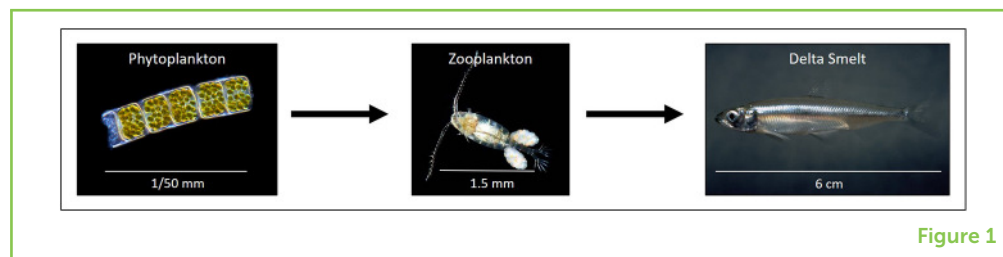 Phytoplankton
Zooplankton
Delta Smelt
1/50 mm
1.5 mm
6 cm
Figure 1